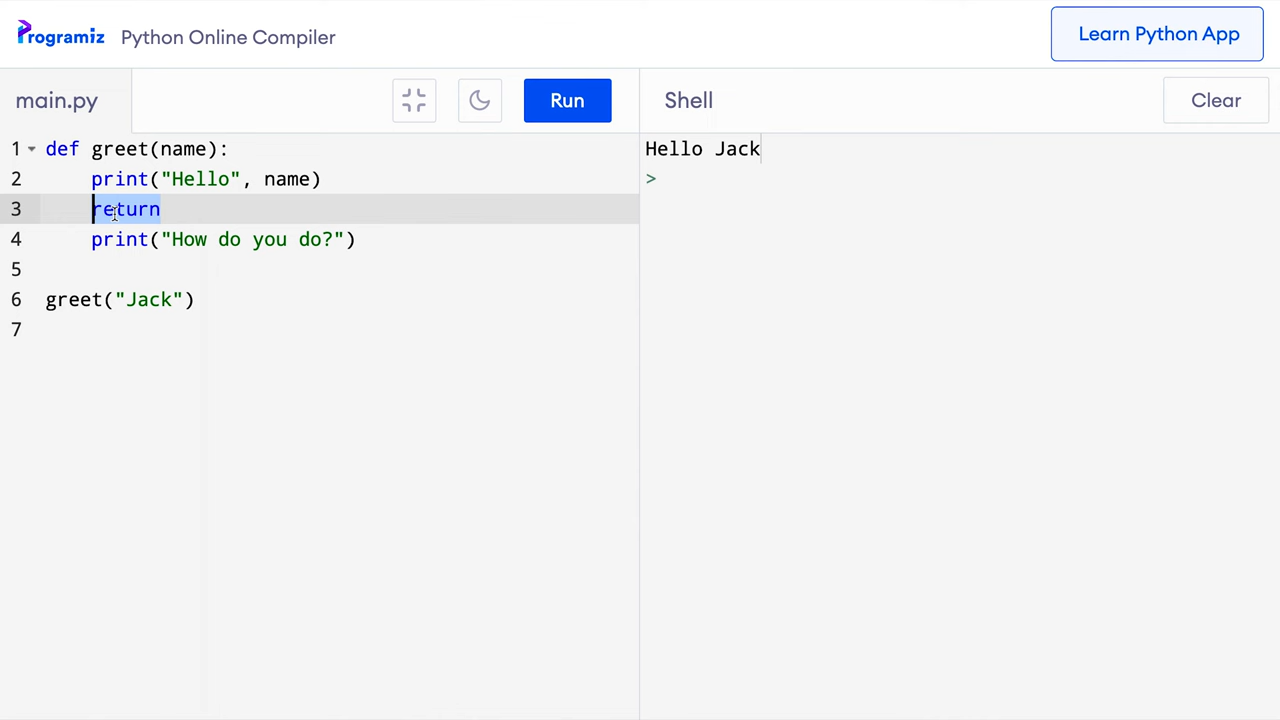 Programiz Python Online Compiler
Learn Python App
main.py
Run
Shell
Clear
1 def greet(name):
2     print("Hello", name)
3     return
4     print("How do you do?")
5
6 greet("Jack")
7
Hello Jack
>